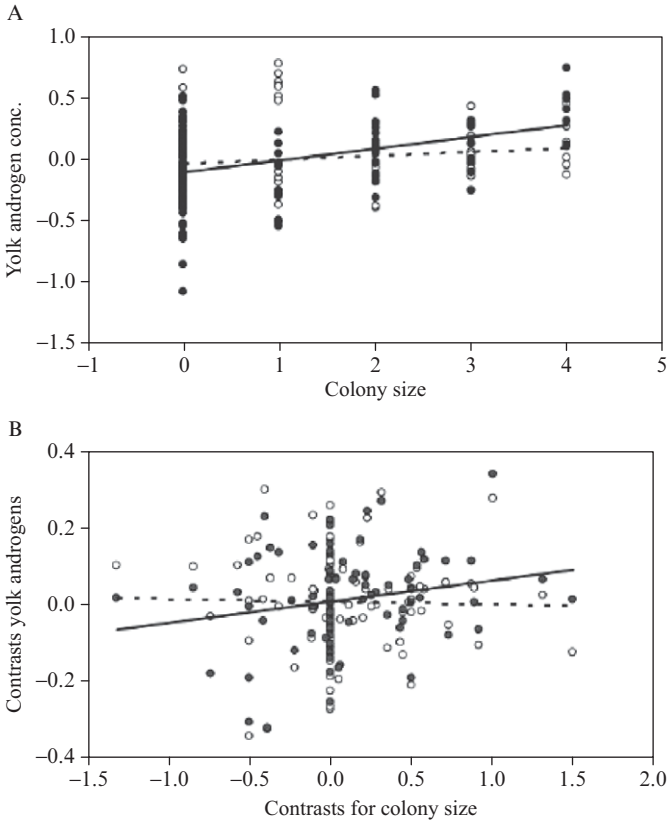 A
1.0
0.5
0.0
−0.5
−1.0
−1.5
Yolk androgen conc.
−1 0 1 2 3 4 5
Colony size
B
0.4
0.2
0.0
−0.2
−0.4
Contrasts yolk androgens
−1.5 −1.0 −0.5 0.0 0.5 1.0 1.5 2.0
Contrasts for colony size